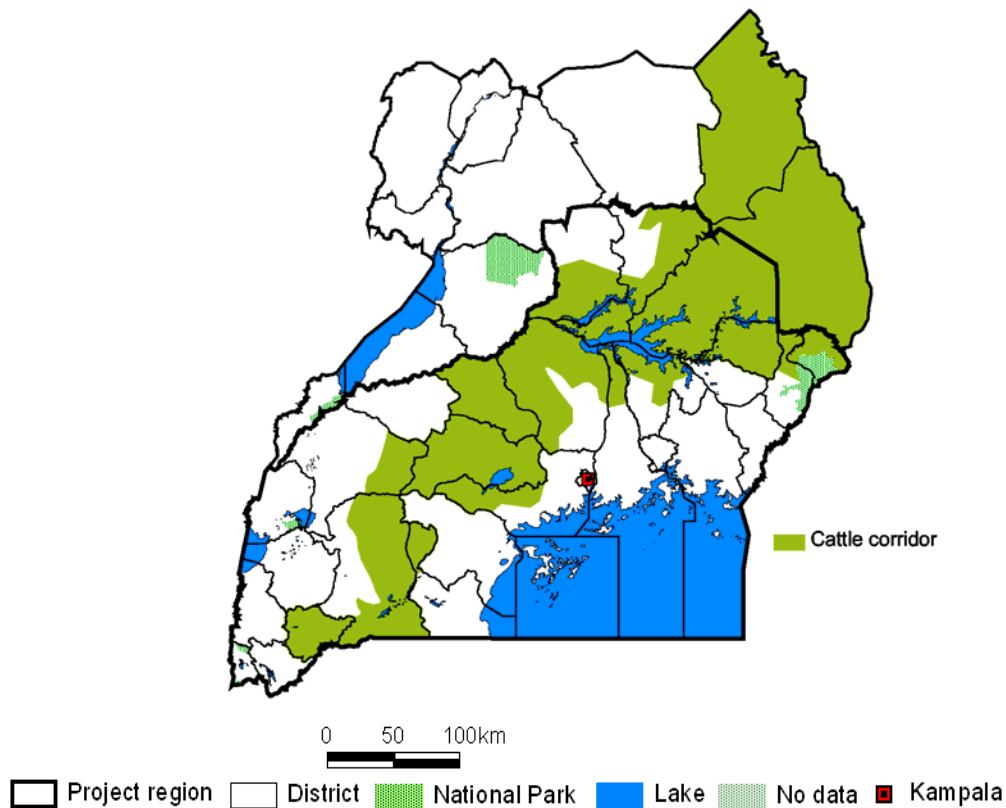 Cattle corridor
0 50 100km
Project region District National Park Lake No data Kampala